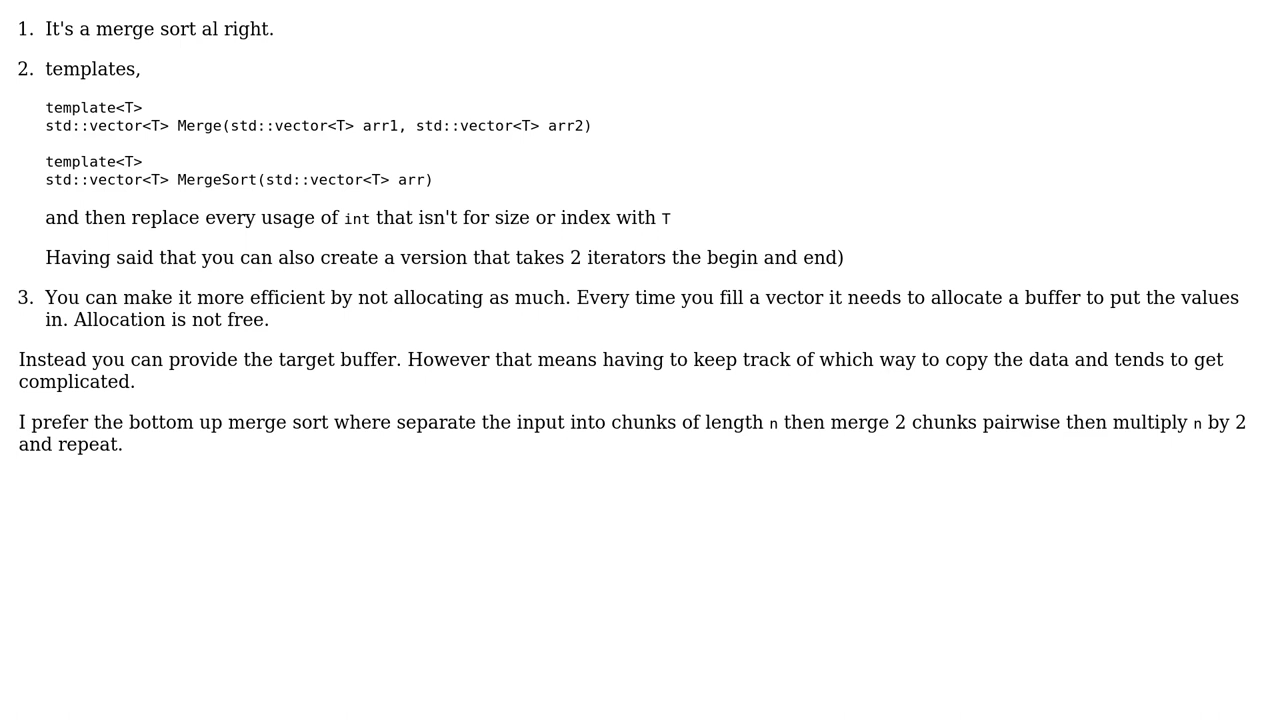 1. It's a merge sort al right.
2. templates,
template<T>
std::vector<T> Merge(std::vector<T> arr1, std::vector<T> arr2)
template<T>
std::vector<T> MergeSort(std::vector<T> arr)
and then replace every usage of int that isn't for size or index with T
Having said that you can also create a version that takes 2 iterators the begin and end)
3. You can make it more efficient by not allocating as much. Every time you fill a vector it needs to allocate a buffer to put the values
in. Allocation is not free.
Instead you can provide the target buffer. However that means having to keep track of which way to copy the data and tends to get
complicated.
I prefer the bottom up merge sort where separate the input into chunks of length n then merge 2 chunks pairwise then multiply n by 2
and repeat.